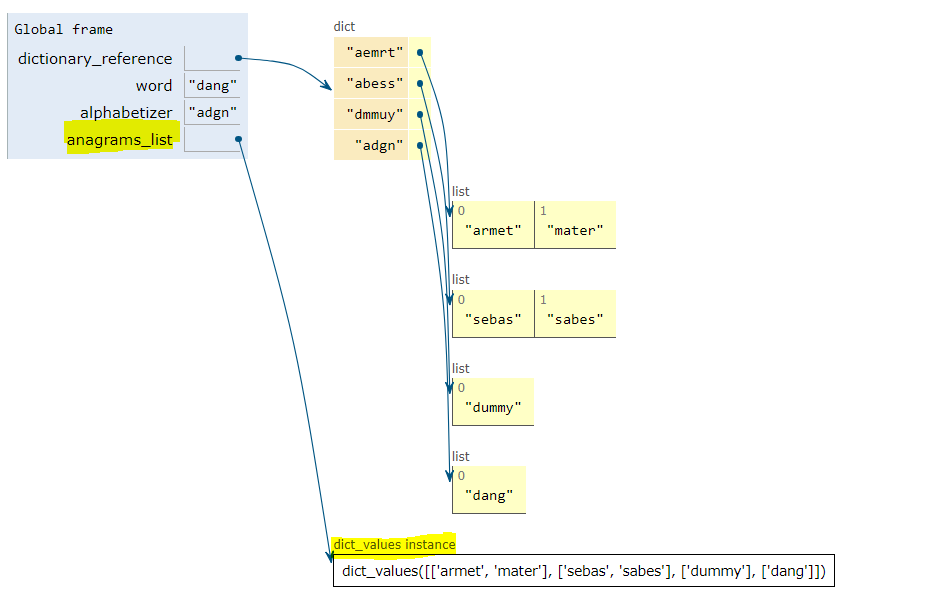 Global frame
dictionary_reference
word "dang"
alphabetizer "adgn"
anagrams_list
dict
"aemrt"
"abess"
"dmmuy"
"adgn"
list
0 1
"armet" "mater"
list
0 1
"sebas" "sabes"
list
0
"dummy"
list
0
"dang"
dict_values instance
dict_values([['armet', 'mater'], ['sebas', 'sabes'], ['dummy'], ['dang']])